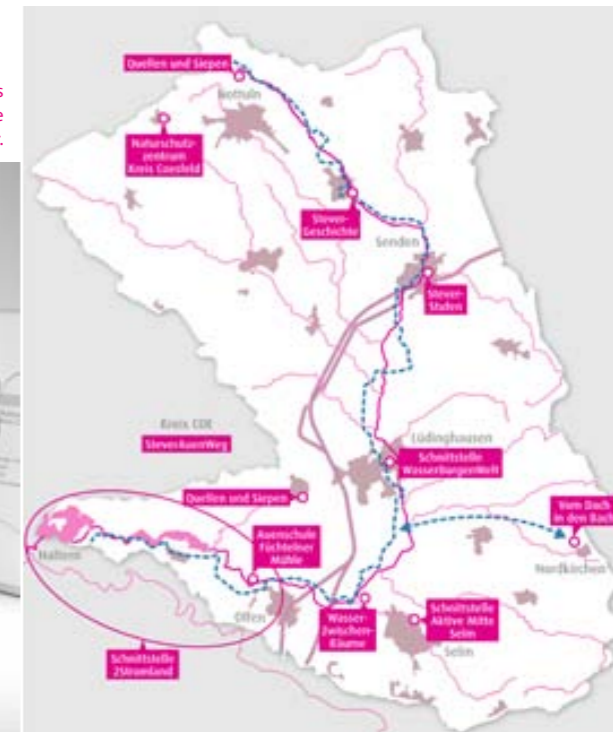 s
e
r.
Quellen und Siepen
Nottuln
Naturschutz-
zentrum
Kreis Coesfeld
Stever-
Geschichte
Senden
Stever-
Stufen
Kreis COE
SteverAuenWeg
Lüdinghausen
Schnittstelle
WasserBurgenWelt
Quellen und Siepen
Vom Dach
in den Bach
Nordkirchen
Auenschule
Füchtelner
Mühle
Haltern
Olfen
Wasser-
Zwischen-
Räume
Schnittstelle
Aktive Mitte
Selm
Selm
Schnittstelle
2Stromland